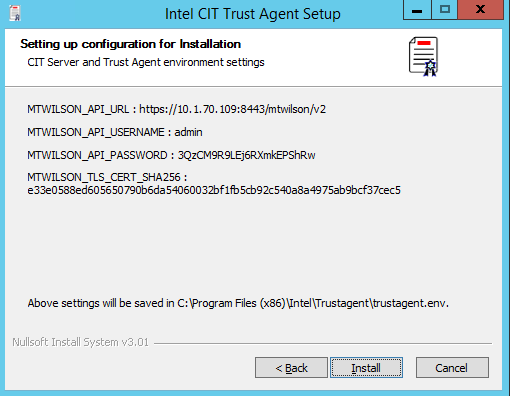 Intel CIT Trust Agent Setup
Setting up configuration for Installation
CIT Server and Trust Agent environment settings
MTWILSON_API_URL : https://10.1.70.109:8443/mtwilson/v2
MTWILSON_API_USERNAME : admin
MTWILSON_API_PASSWORD : 3QzCM9R9LEj6RXmkEPShRw
MTWILSON_TLS_CERT_SHA256 :
e33e0588ed605650790b6da54060032bf1fb5cb92c540a8a4975ab9bcf37cec5
Above settings will be saved in C:\Program Files (x86)\Intel\Trustagent\trustagent.env.
Nullsoft Install System v3.01
< Back
Install
Cancel